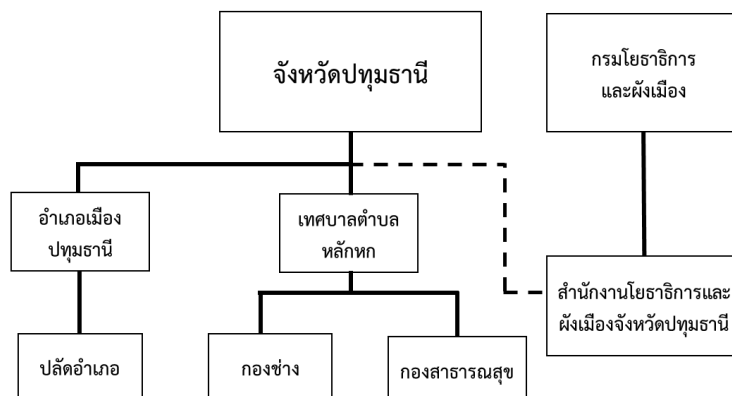 จังหวัดปทุมธานี
กรมโยธาธิการ
และผังเมือง
อำเภอเมือง
ปทุมธานี
เทศบาลตำบล
หลักหก
สำนักงานโยธาธิการและ
ผังเมืองจังหวัดปทุมธานี
ปลัดอำเภอ
กองช่าง
กองสาธารณสุข